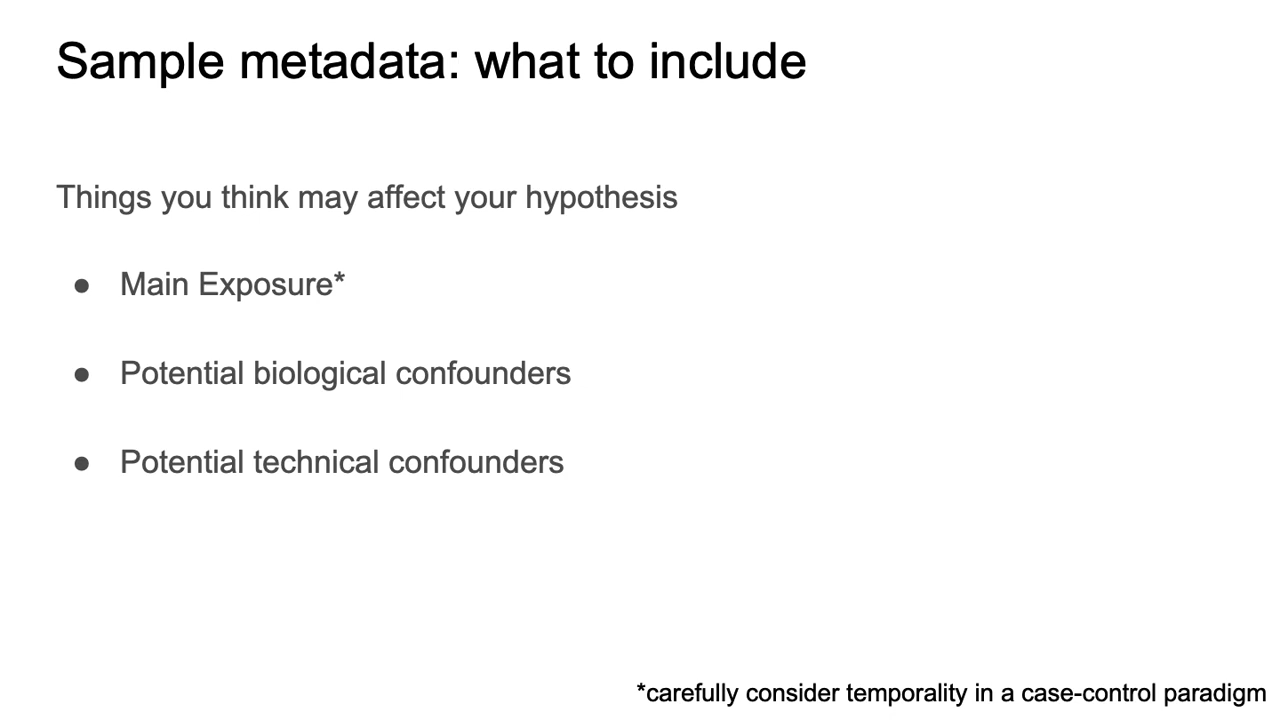 Sample metadata: what to include
Things you think may affect your hypothesis
● Main Exposure*
● Potential biological confounders
● Potential technical confounders
*carefully consider temporality in a case-control paradigm